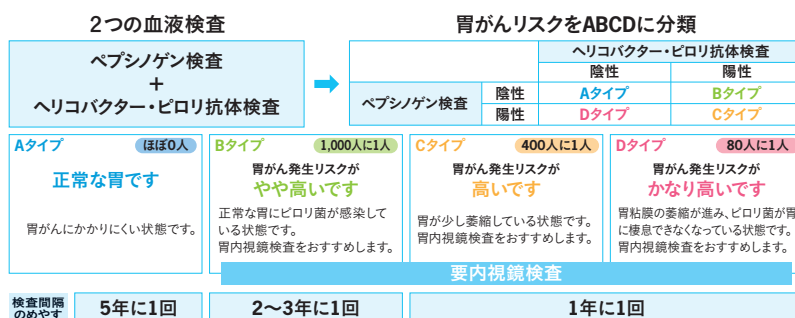 2つの血液検査
胃がんリスクをABCDに分類
ペプシノゲン検査
+
ヘリコバクター・ピロリ抗体検査
ヘリコバクター・ピロリ抗体検査
陰性 陽性
ペプシノゲン検査
陰性 Aタイプ Bタイプ
陽性 Dタイプ Cタイプ
Aタイプ ほぼ0人
正常な胃です
胃がんにかかりにくい状態です。
Bタイプ 1,000人に1人
胃がん発生リスクが
やや高いです
正常な胃にピロリ菌が感染して
いる状態です。
胃内視鏡検査をおすすめします。
Cタイプ 400人に1人
胃がん発生リスクが
高いです
胃が少し萎縮している状態です。
胃内視鏡検査をおすすめします。
Dタイプ 80人に1人
胃がん発生リスクが
かなり高いです
胃粘膜の萎縮が進み、ピロリ菌が胃
に棲息できなくなっている状態です。
胃内視鏡検査をおすすめします。
要内視鏡検査
検査間隔
のめやす
5年に1回
2〜3年に1回
1年に1回